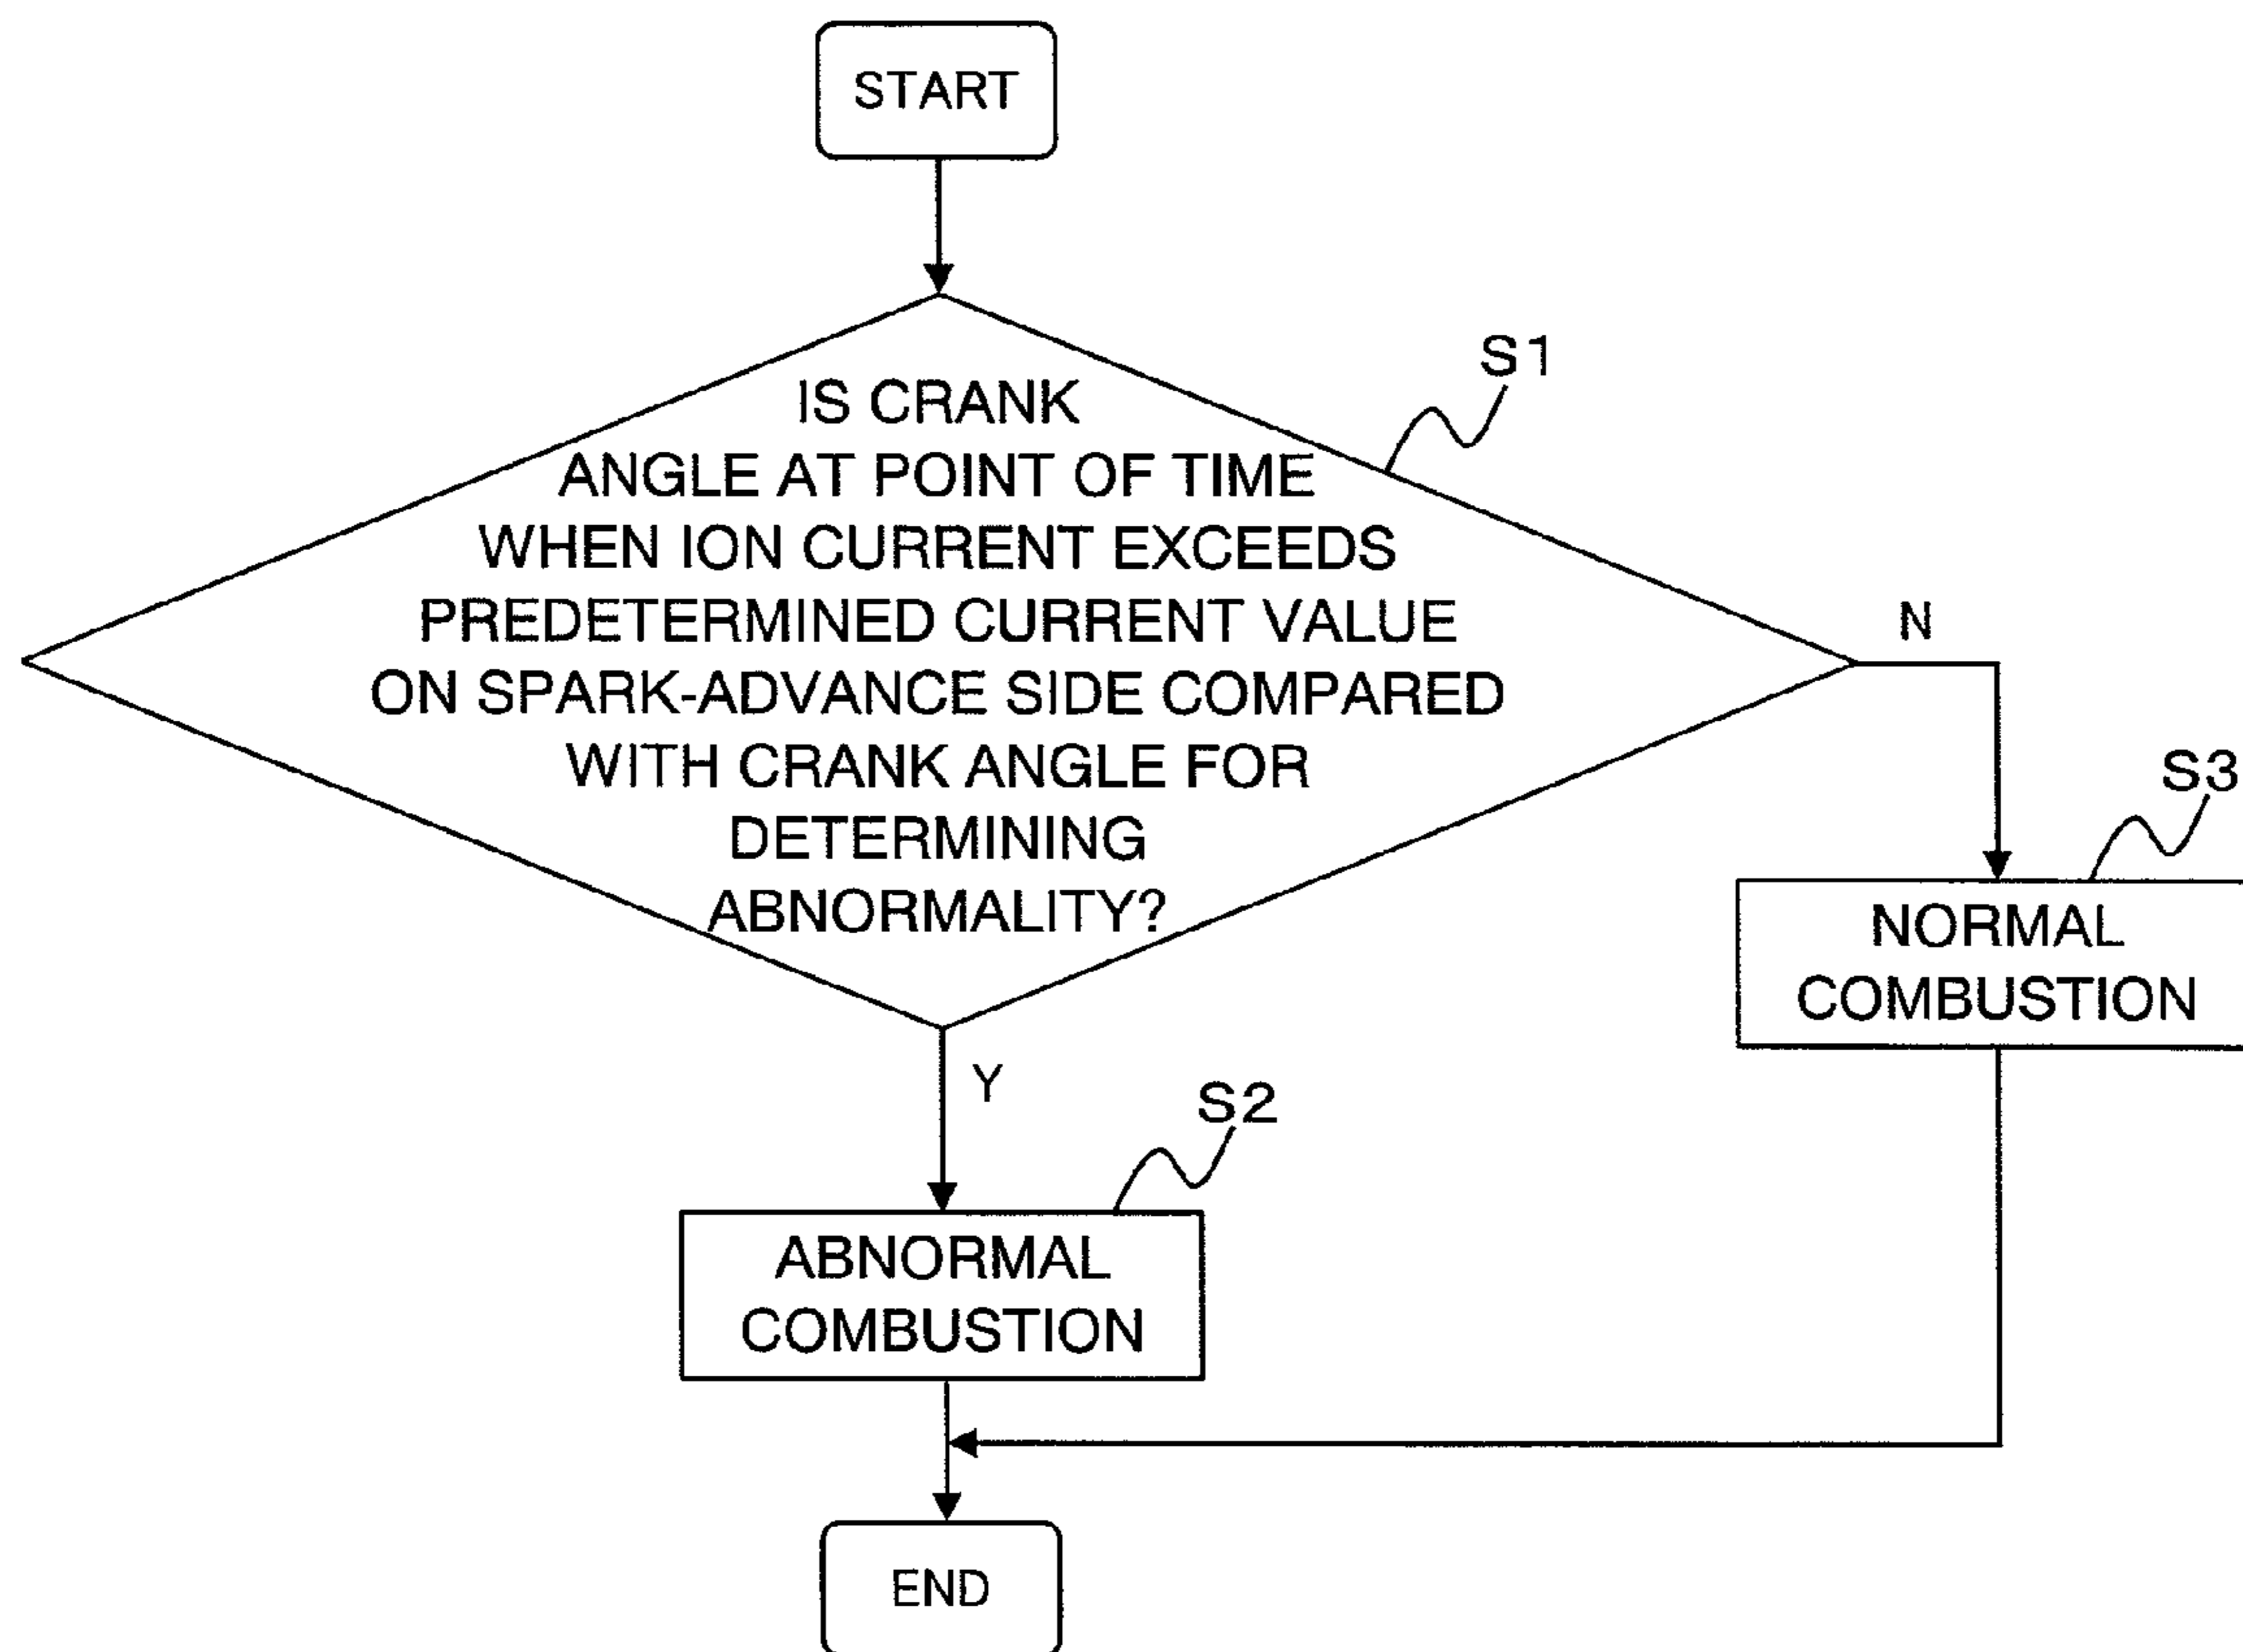 START
S1
IS CRANK
ANGLE AT POINT OF TIME
WHEN ION CURRENT EXCEEDS
PREDETERMINED CURRENT VALUE
ON SPARK-ADVANCE SIDE COMPARED
WITH CRANK ANGLE FOR
DETERMINING
ABNORMALITY?
N
S3
NORMAL
COMBUSTION
Y
S2
ABNORMAL
COMBUSTION
END